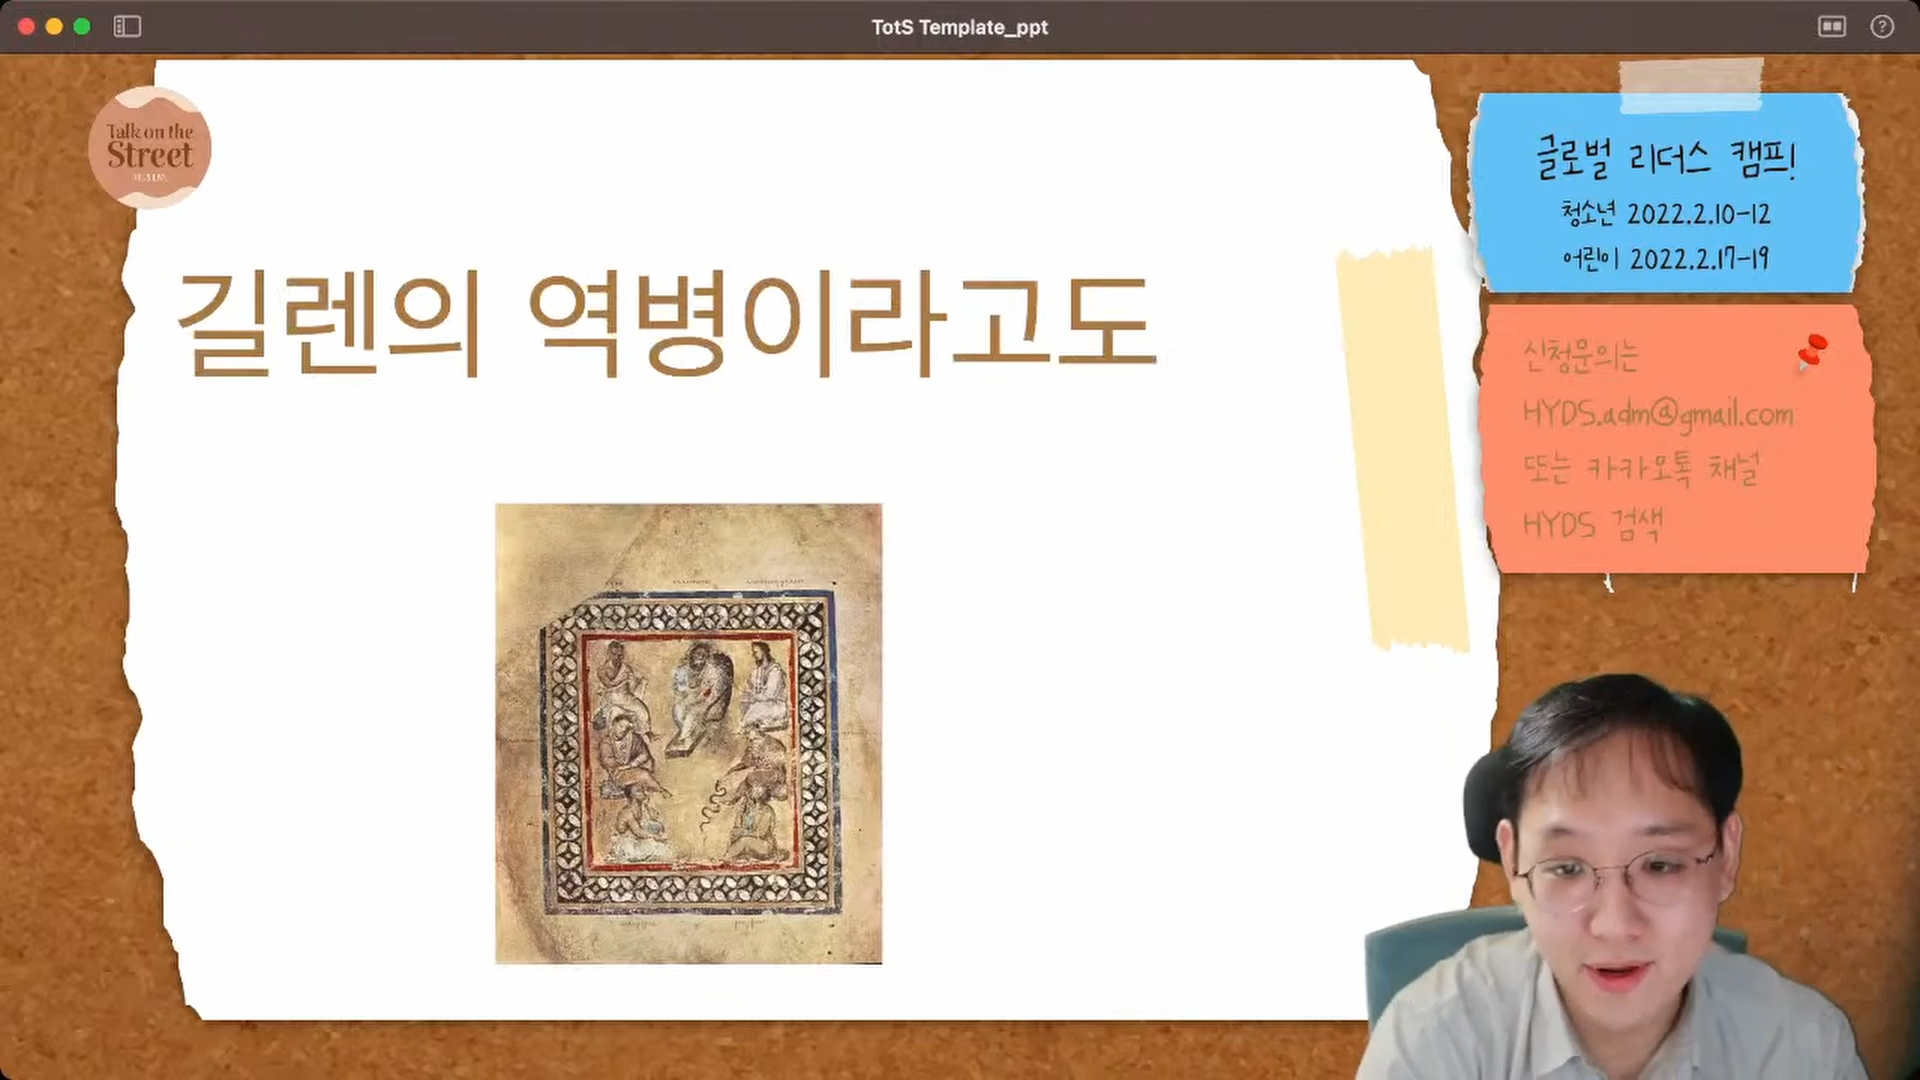 TotS Template_ppt
Talk on the
Street
길렌의 역병이라고도
글로벌 리더스 캠프!
청소년 2022.2.10-12
어린이 2022.2.17-19
신청문의는
HYDS.adm@gmail.com
또는 카카오톡 채널
HYDS 검색